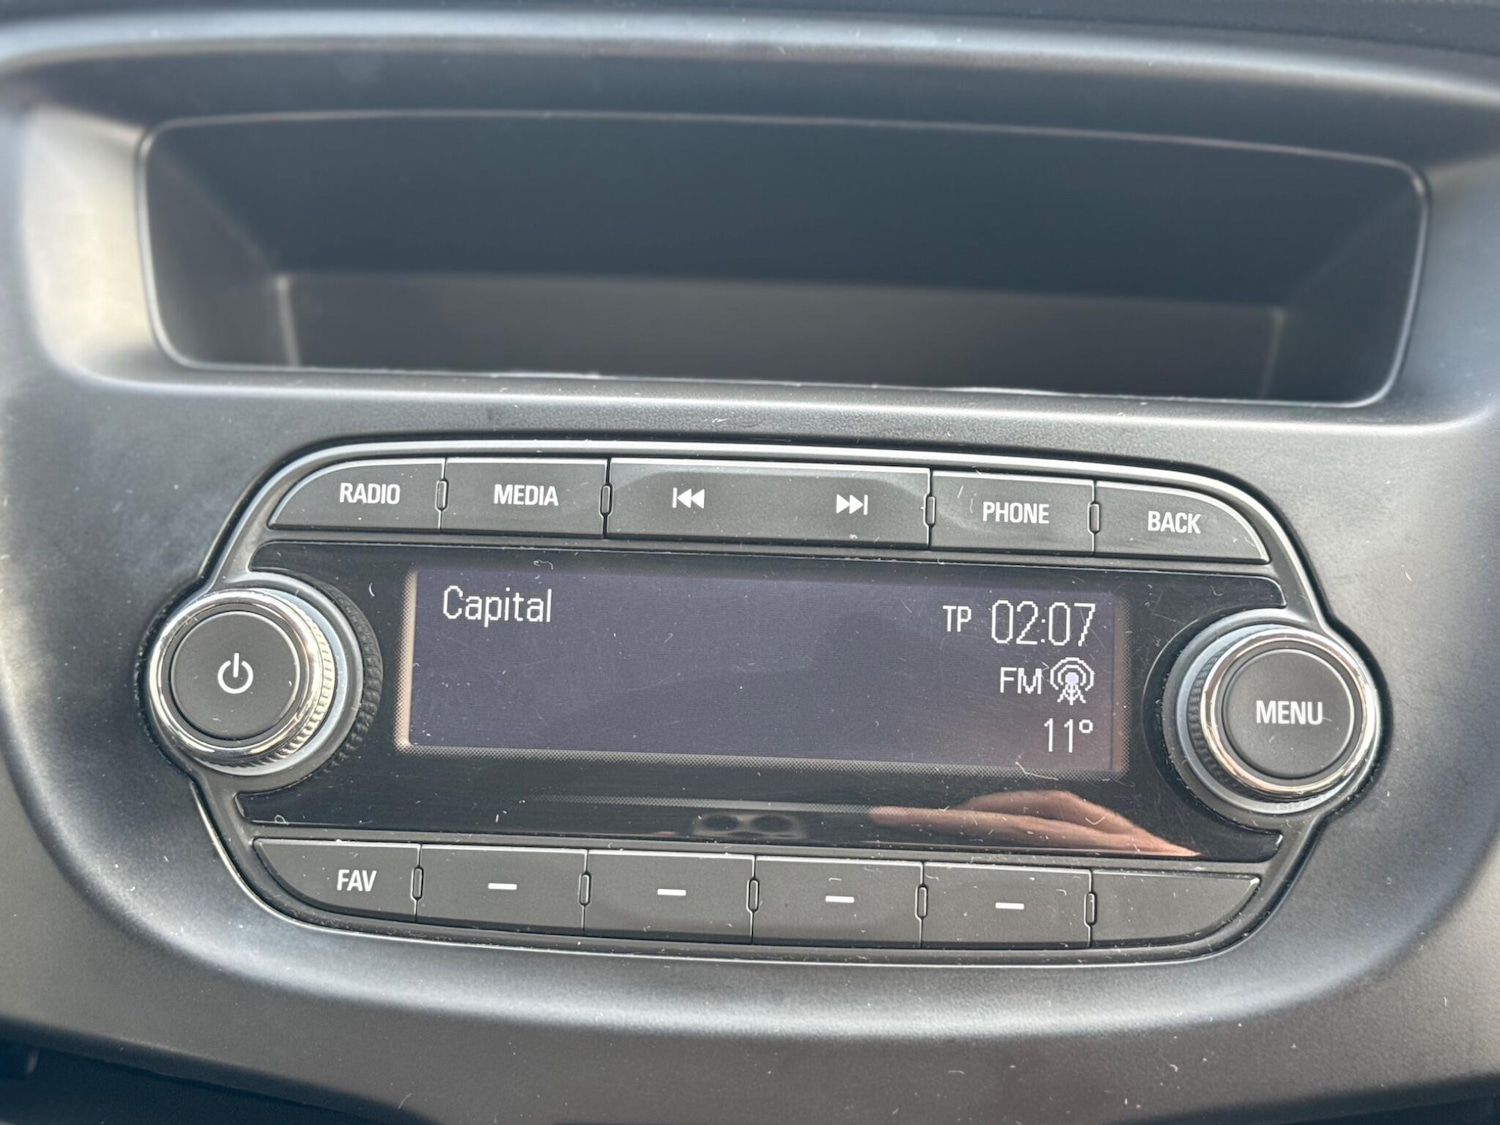 RADIO MEDIA PHONE BACK
Capital
TP 02:07
FM
11°
MENU
FAV